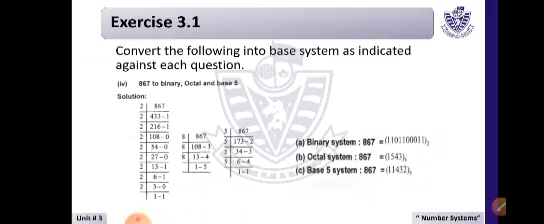 Exercise 3.1
Convert the following into base system as indicated
against each question.
(iv) 867 to binary, Octal and base 5
Solution:
2 | 867
2 | 433-1
2 | 216-1
2 | 108-0
2 | 54-0
2 | 27-0
2 | 13-1
2 | 6-1
2 | 3-0
1-1
8 | 867
8 | 108-3
8 | 13-4
1-5
5 | 867
5 | 173-2
5 | 34-3
5 | 6-4
1-1
(a) Binary system : 867 =(1101100011)₂
(b) Octal system : 867 =(1543)₈
(c) Base 5 system : 867 =(11432)₅
Unit # 3
" Number Systems"